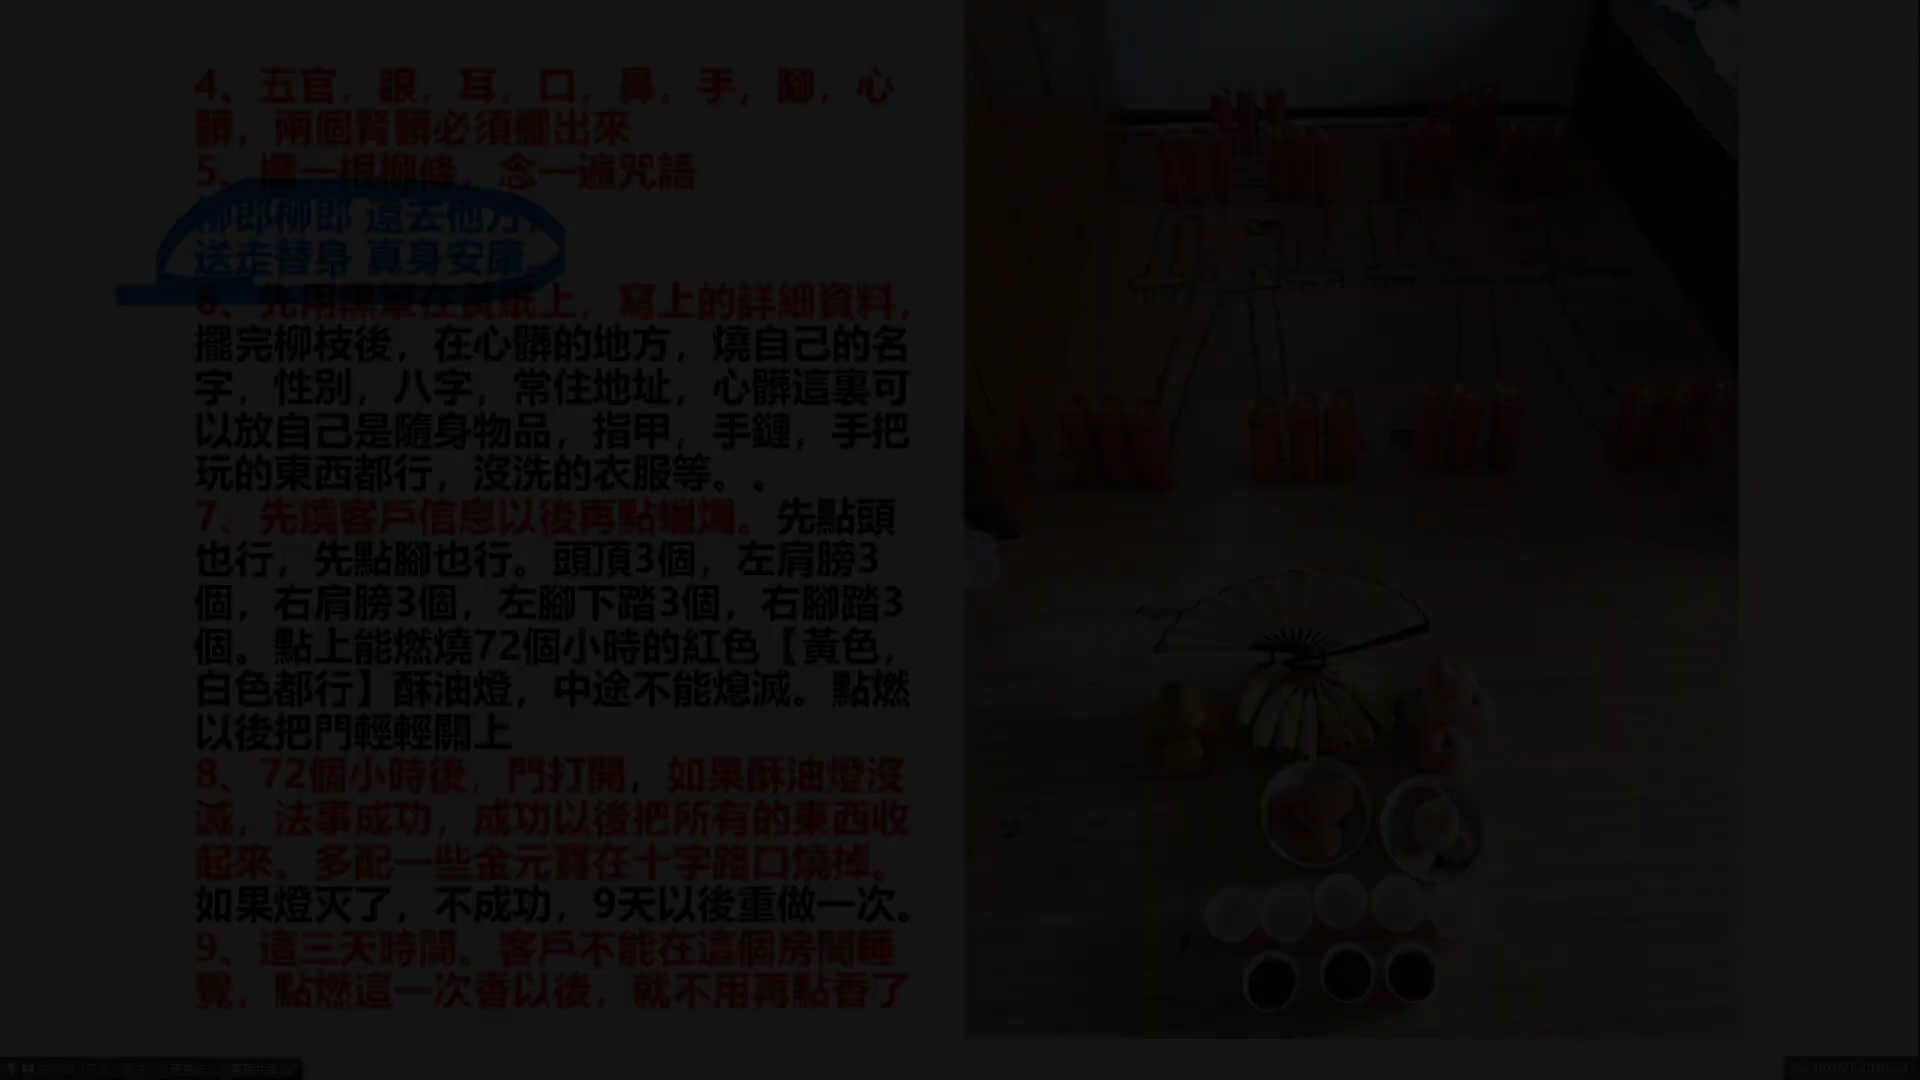 4、五官，眼，耳，口，鼻，手，腳，心
髒，兩個腎髒必須擺出來
5、擺一根柳條，念一遍咒語
柳郎柳郎 遠去他方，
送走替身 真身安康
6、先用黑筆在黃紙上，寫上的詳細資料，
擺完柳枝後，在心髒的地方，燒自己的名
字，性別，八字，常住地址，心髒這裏可
以放自己是隨身物品，指甲，手鏈，手把
玩的東西都行，沒洗的衣服等。。
7、先燒客戶信息以後再點蠟燭。先點頭
也行，先點腳也行。頭頂3個，左肩膀3
個，右肩膀3個，左腳下踏3個，右腳踏3
個。點上能燃燒72個小時的紅色【黃色，
白色都行】酥油燈，中途不能熄滅。點燃
以後把門輕輕關上
8、72個小時後，門打開，如果酥油燈沒
滅，法事成功，成功以後把所有的東西收
起來。多配一些金元寶在十字路口燒掉。
如果燈灭了，不成功，9天以後重做一次。
9、這三天時間。客戶不能在這個房間睡
覺，點燃這一次香以後，就不用再點香了